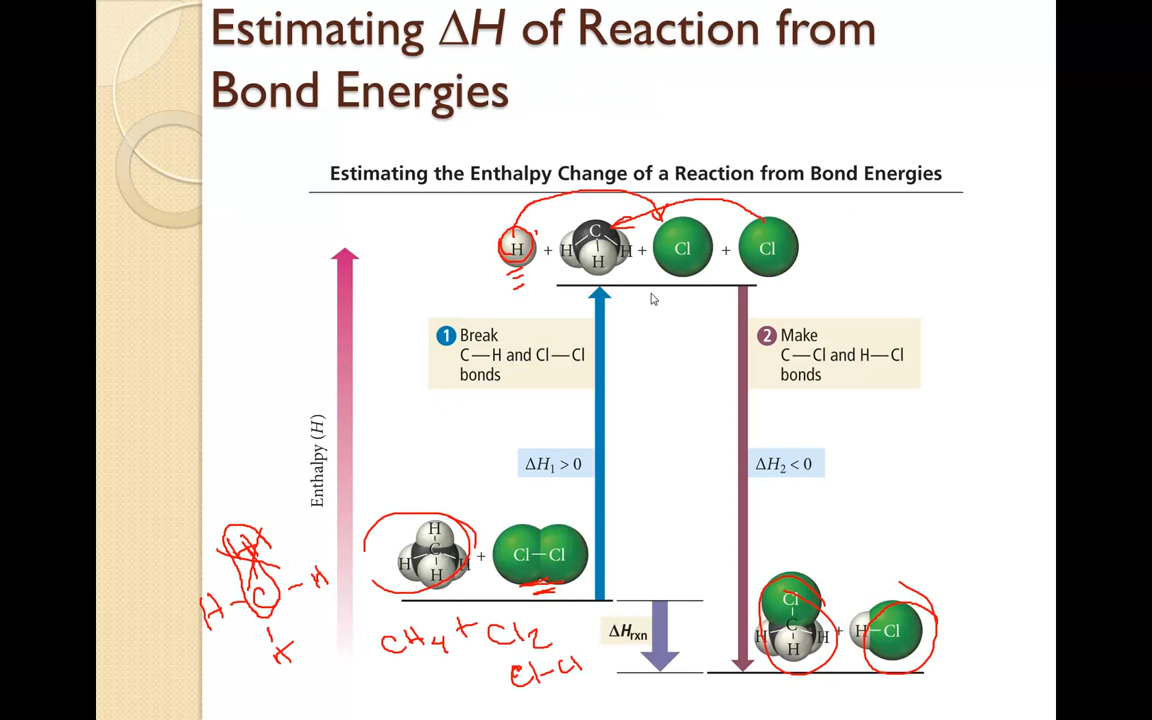 Estimating ΔH of Reaction from
Bond Energies
Estimating the Enthalpy Change of a Reaction from Bond Energies
H + H C H H + Cl + Cl
1 Break
C—H and Cl—Cl
bonds
2 Make
C—Cl and H—Cl
bonds
Enthalpy (H)
ΔH₁ > 0
ΔH₂ < 0
H
C
H H
H
+ Cl—Cl
H
H—C—H
H
CH4 + Cl2
Cl-Cl
ΔHrxn
Cl
C
H H
H
+ H—Cl